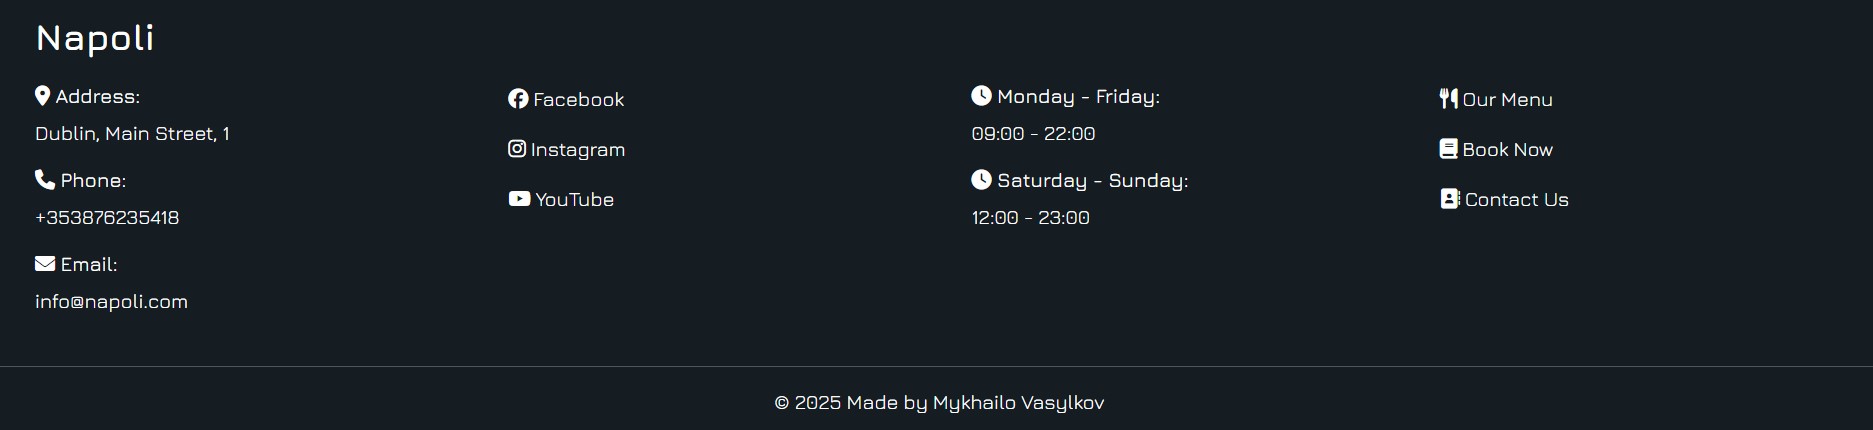 Napoli
Address:
Dublin, Main Street, 1
Phone:
+353876235418
Email:
info@napoli.com
Facebook
Instagram
YouTube
Monday - Friday:
09:00 - 22:00
Saturday - Sunday:
12:00 - 23:00
Our Menu
Book Now
Contact Us
© 2025 Made by Mykhailo Vasylkov